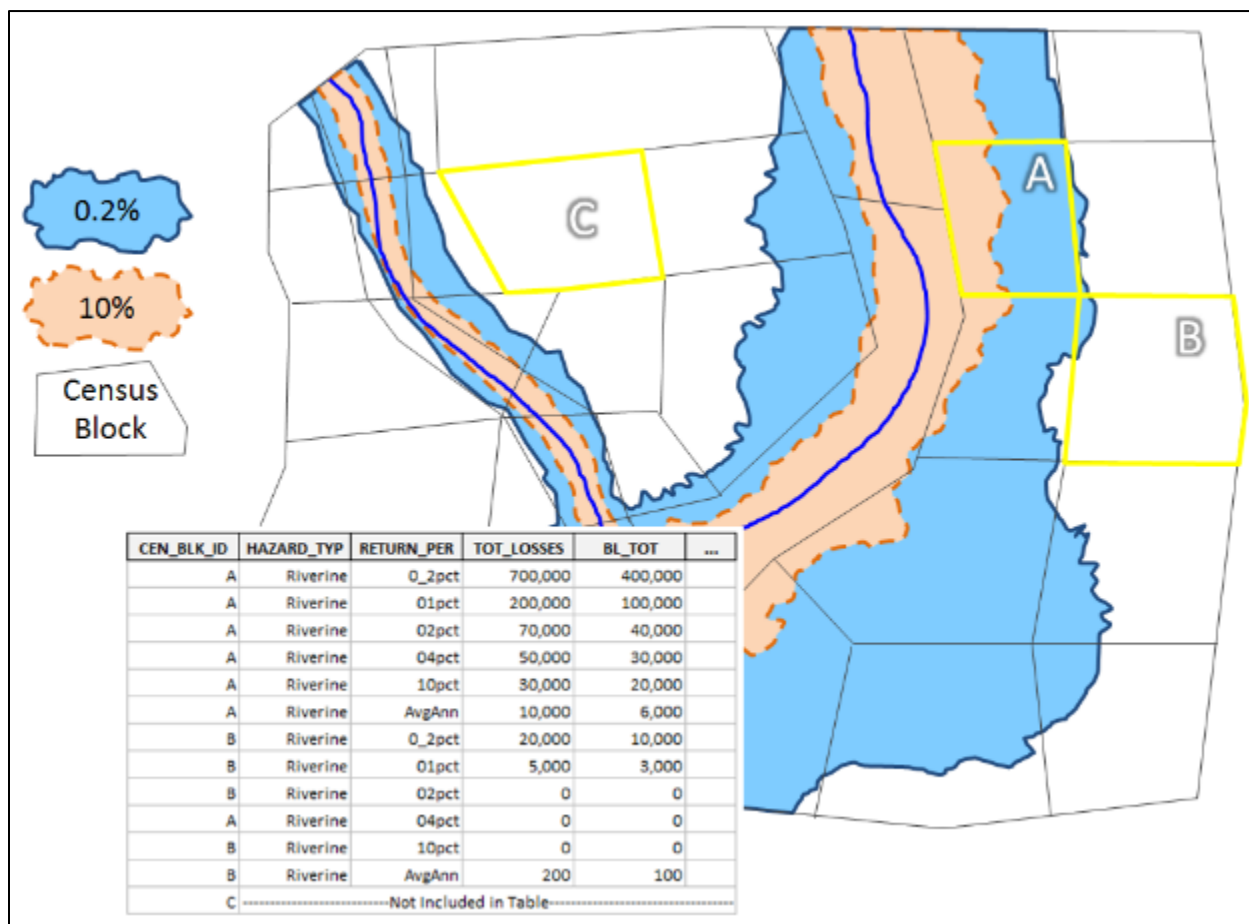 0.2%
10%
Census
Block
A
B
C
CEN_BLK_ID HAZARD_TYP RETURN_PER TOT_LOSSES BL_TOT ...
A Riverine 0_2pct 700,000 400,000
A Riverine 01pct 200,000 100,000
A Riverine 02pct 70,000 40,000
A Riverine 04pct 50,000 30,000
A Riverine 10pct 30,000 20,000
A Riverine AvgAnn 10,000 6,000
B Riverine 0_2pct 20,000 10,000
B Riverine 01pct 5,000 3,000
B Riverine 02pct 0 0
A Riverine 04pct 0 0
B Riverine 10pct 0 0
B Riverine AvgAnn 200 100
C -----------------------------Not Included in Table-------------------------------------